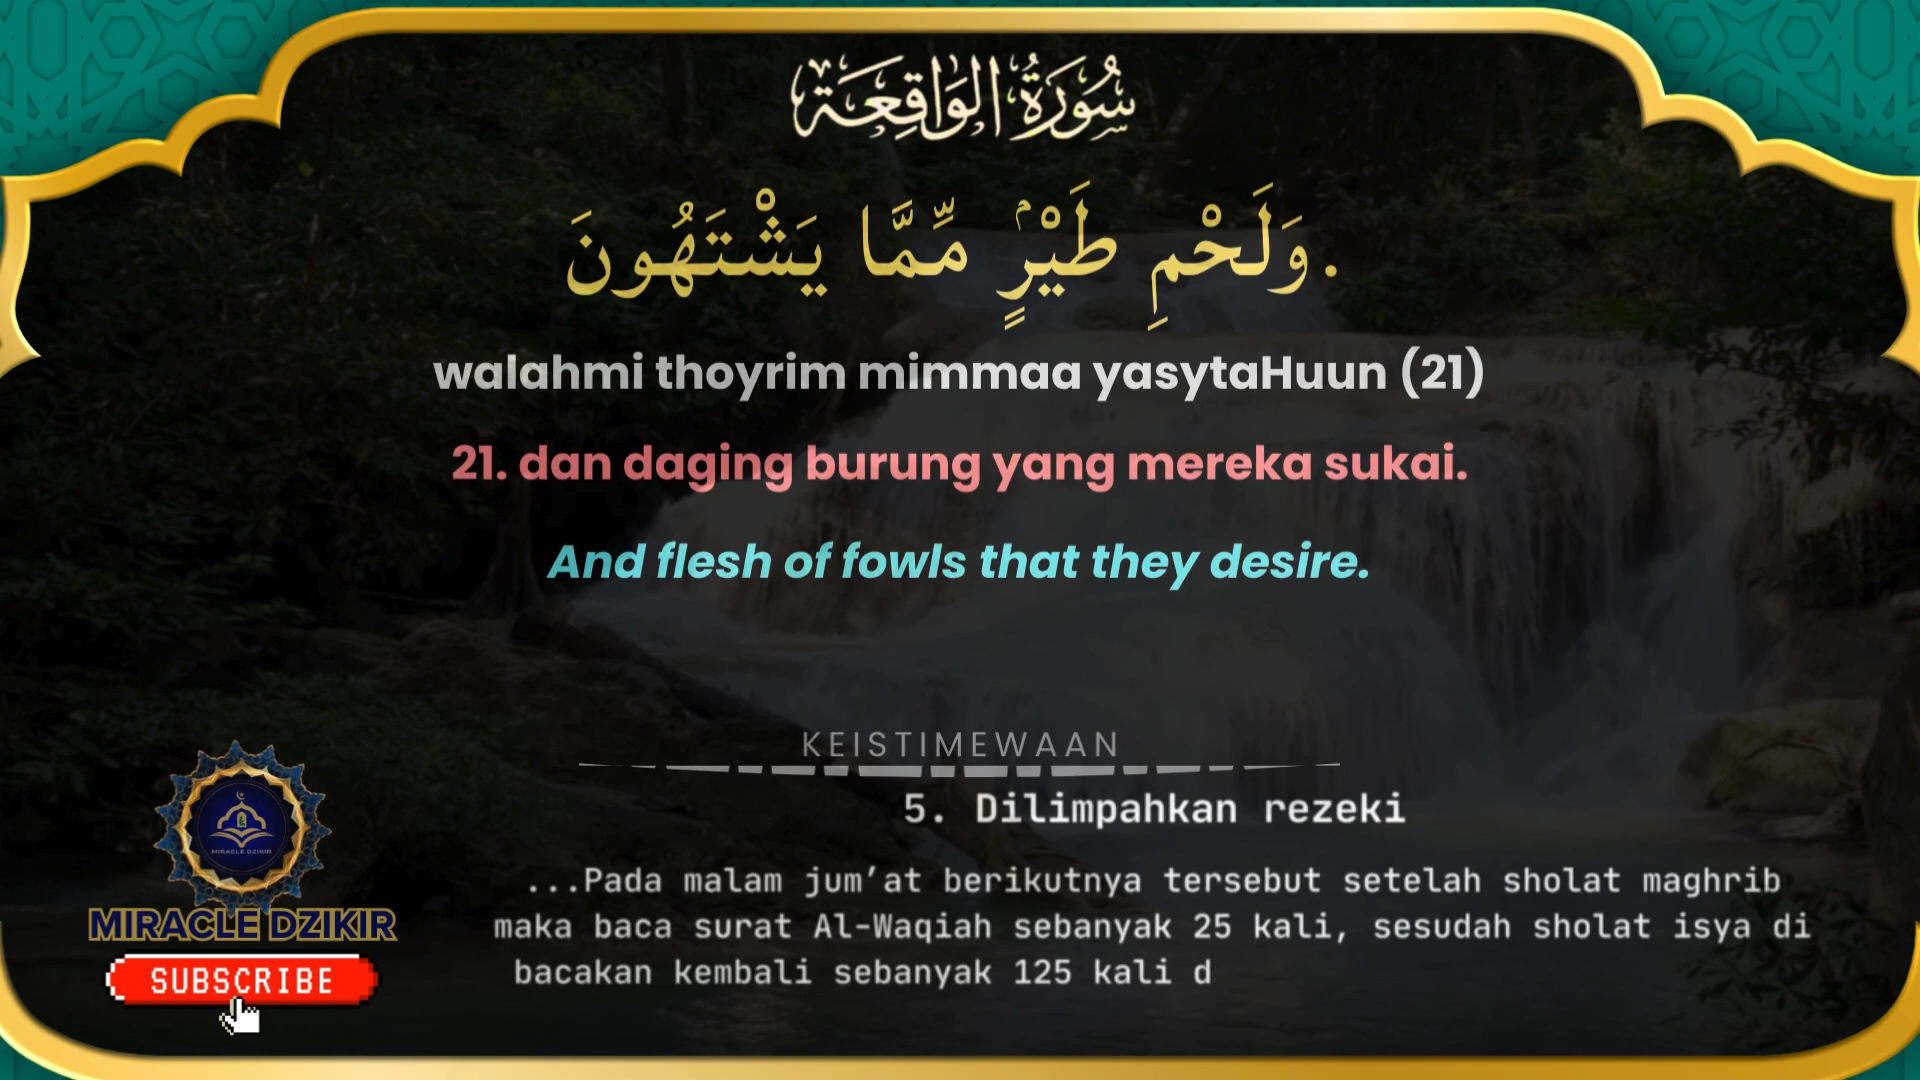 سُورَةُ الوَاقِعَة
وَلَحْمِ طَيْرٍۢ مِّمَّا يَشْتَهُونَ.
walahmi thoyrim mimmaa yasytaHuun (21)
21. dan daging burung yang mereka sukai.
And flesh of fowls that they desire.
KEISTIMEWAAN
5. Dilimpahkan rezeki
...Pada malam jum’at berikutnya tersebut setelah sholat maghrib
maka baca surat Al-Waqiah sebanyak 25 kali, sesudah sholat isya di
bacakan kembali sebanyak 125 kali d
MIRACLE DZIKIR
MIRACLE DZIKIR
SUBSCRIBE